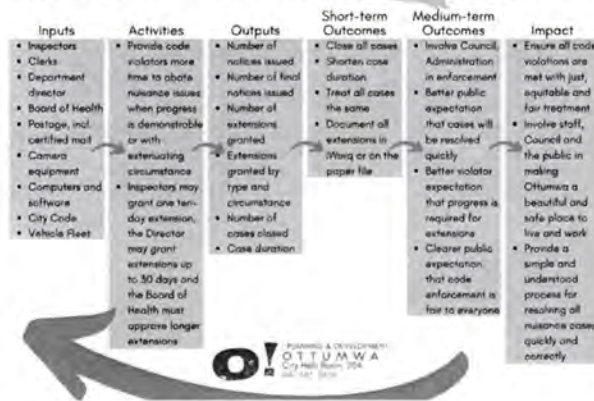 Inputs
• Inspectors
• Clerks
• Department
director
• Board of Health
• Postage, incl.
certified mail
• Camera
equipment
• Computers and
software
• City Code
• Vehicle Fleet
Activities
• Provide code
violators more
time to abate
nuisance issues
when progress
is demonstrable
or with
extenuating
circumstance
• Inspectors may
grant one ten-
day extension,
the Director
may grant
extensions up
to 30 days and
the Board of
Health must
approve longer
extensions
Outputs
• Number of
notices issued
• Number of final
notices issued
• Number of
extensions
granted
• Extensions
granted by
type and
circumstance
• Number of
cases closed
• Case duration
Short-term
Outcomes
• Close all cases
• Shorten case
duration
• Treat all cases
the same
• Document all
extensions in
iWorq or on the
paper file
Medium-term
Outcomes
• Involve Council,
Administration
in enforcement
• Better public
expectation
that cases will
be resolved
quickly
• Better violator
expectation
that progress is
required for
extensions
• Clearer public
expectation
that code
enforcement is
fair to everyone
Impact
• Ensure all code
violations are
met with just,
equitable and
fair treatment
• Involve staff,
Council and
the public in
making
Ottumwa a
beautiful and
safe place to
live and work
• Provide a
simple and
understood
process for
resolving all
nuisance cases
quickly and
correctly
O!
PLANNING & DEVELOPMENT
OTTUMWA
City Hall, Room 204